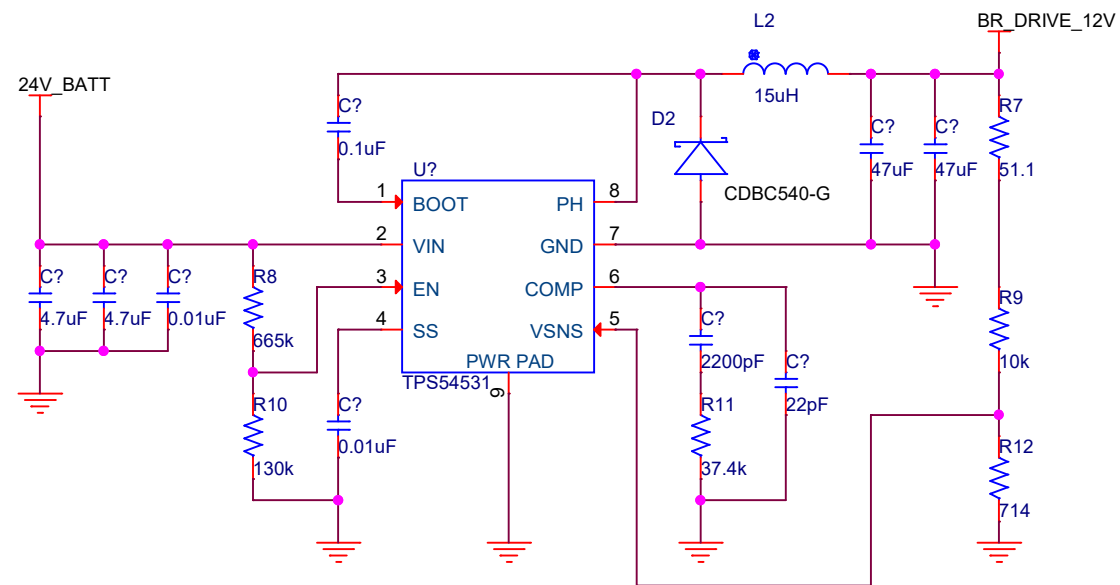 L2
BR_DRIVE_12V
24V_BATT
15uH
C?
0.1uF
D2
C?
47uF
C?
47uF
R7
51.1
CDBC540-G
U?
1
BOOT
PH
8
2
VIN
GND
7
3
EN
COMP
6
4
SS
VSNS
5
PWR PAD
TPS54531
9
C?
4.7uF
C?
4.7uF
C?
0.01uF
R8
665k
R10
130k
C?
0.01uF
C?
2200pF
C?
22pF
R11
37.4k
R9
10k
R12
714